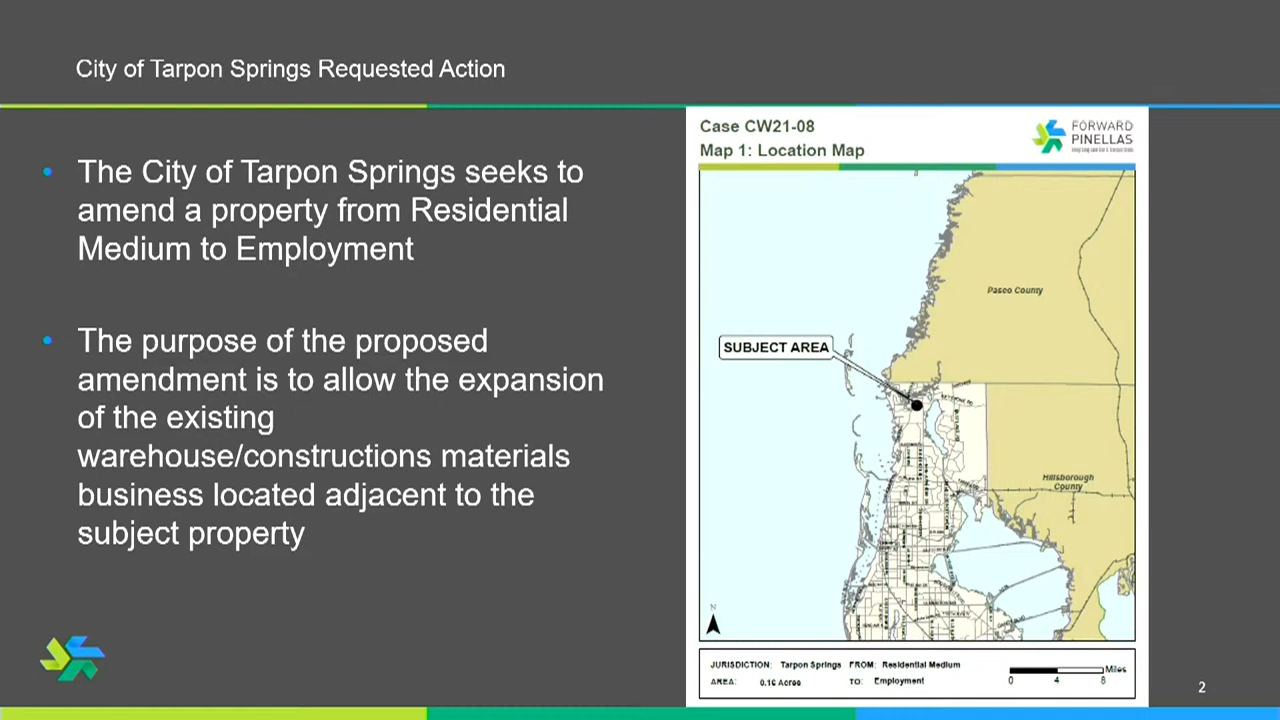 City of Tarpon Springs Requested Action
• The City of Tarpon Springs seeks to
amend a property from Residential
Medium to Employment
• The purpose of the proposed
amendment is to allow the expansion
of the existing
warehouse/constructions materials
business located adjacent to the
subject property
Case CW21-08
Map 1: Location Map
FORWARD
PINELLAS
Pasco County
SUBJECT AREA
Hillsborough
County
N
JURISDICTION: Tarpon Springs FROM: Residential Medium
AREA: 0.16 Acres TO: Employment
Miles
0 4 8
2